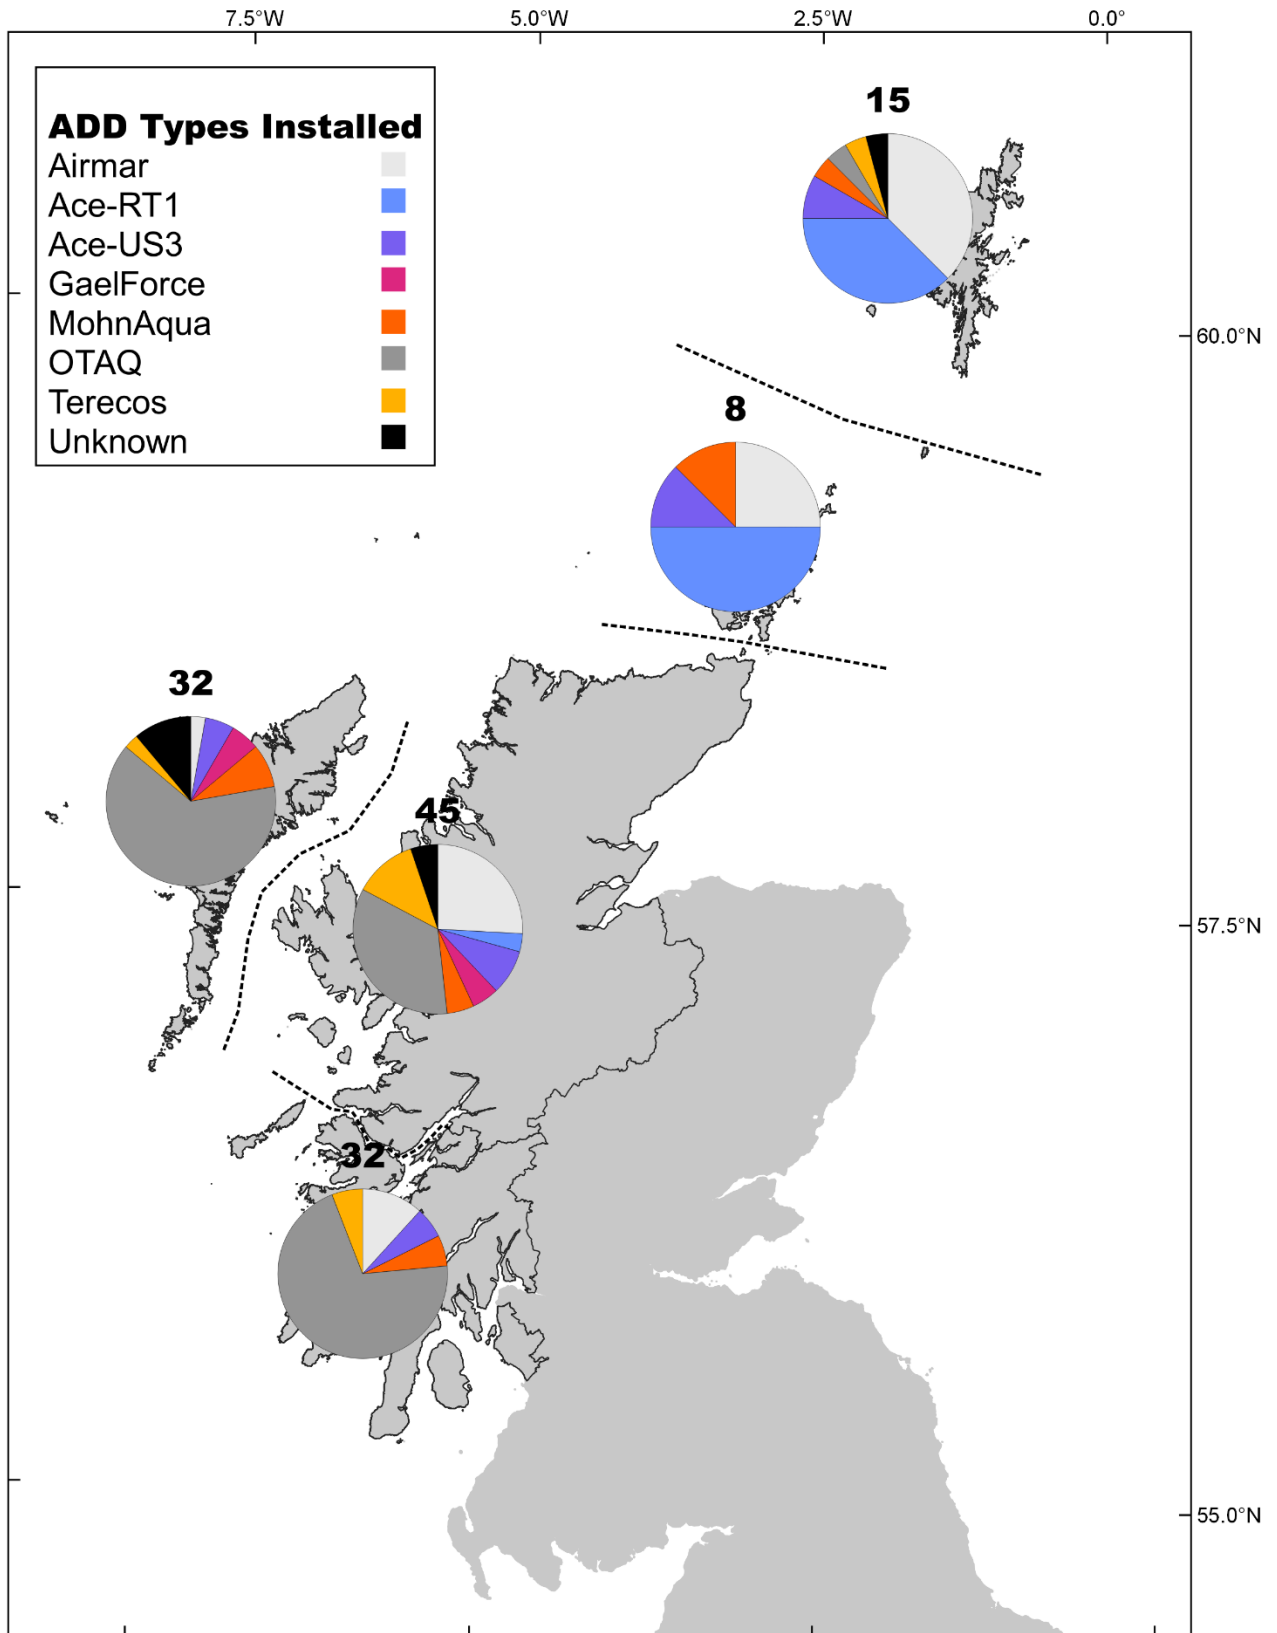 7.5°W 5.0°W 2.5°W 0.0°
ADD Types Installed
Airmar
Ace-RT1
Ace-US3
GaelForce
MohnAqua
OTAQ
Terecos
Unknown
15
60.0°N
8
32
45
57.5°N
32
55.0°N